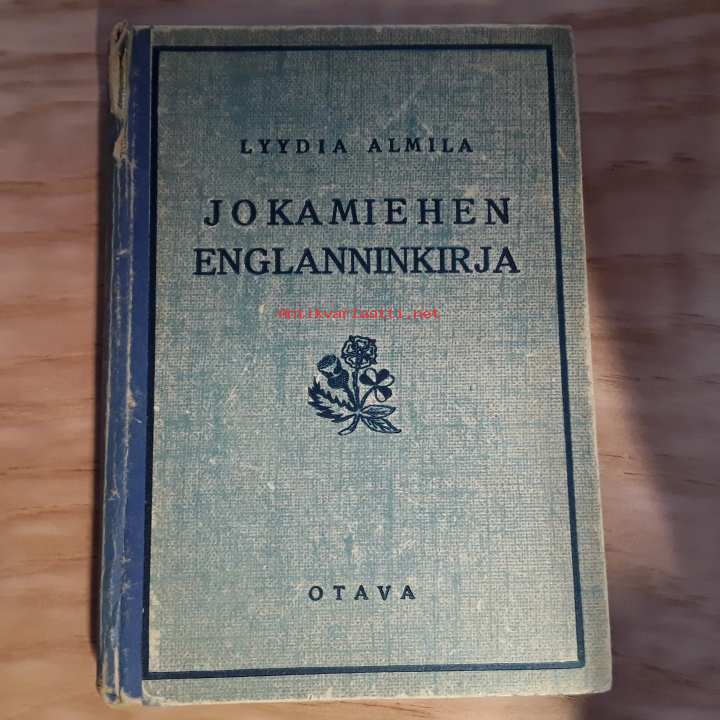 LYYDIA ALMILA
JOKAMIEHEN
ENGLANNINKIRJA
Antikvariaatti.net
OTAVA